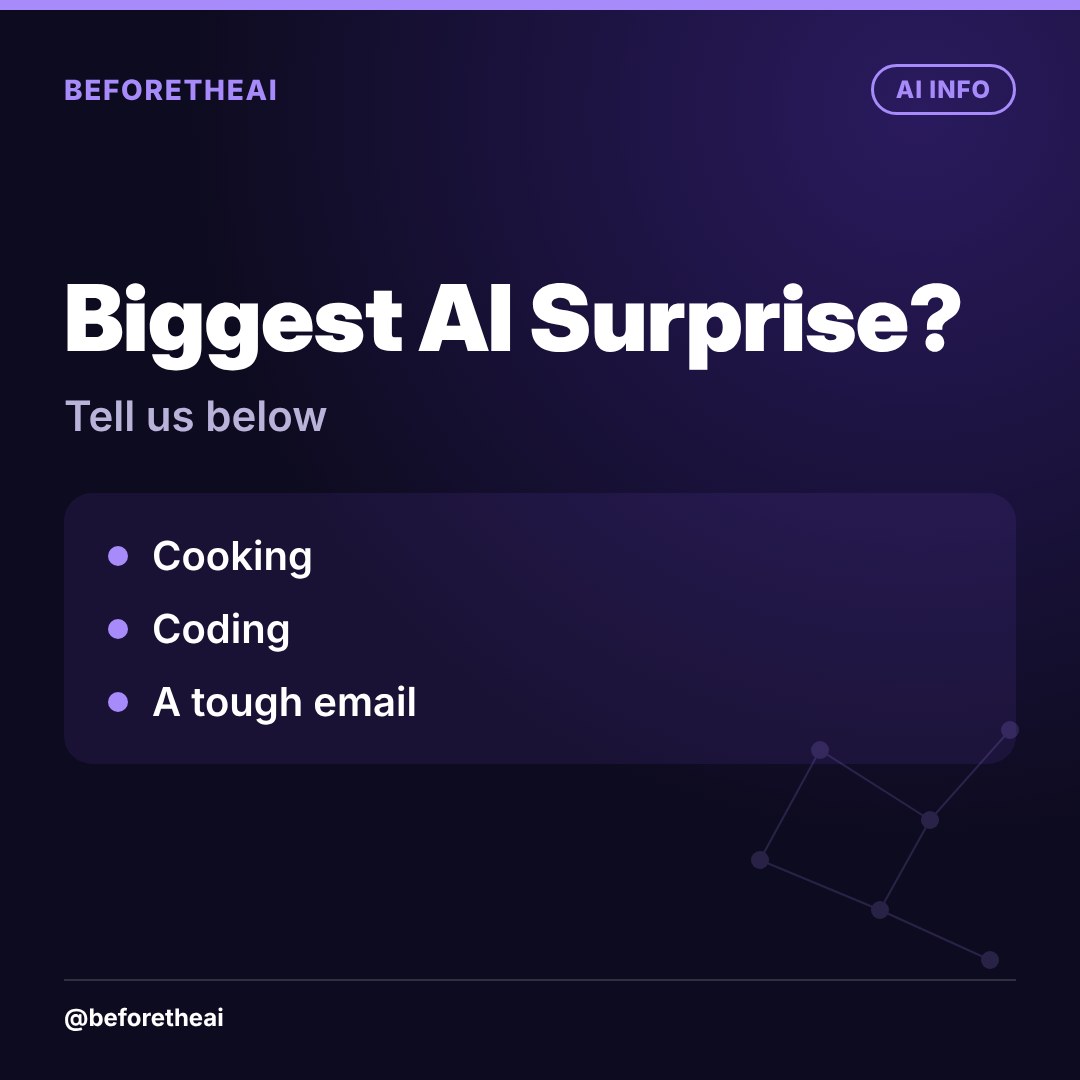 BEFORETHEAI
AI INFO
Biggest AI Surprise?
Tell us below
Cooking
Coding
A tough email
@beforetheai